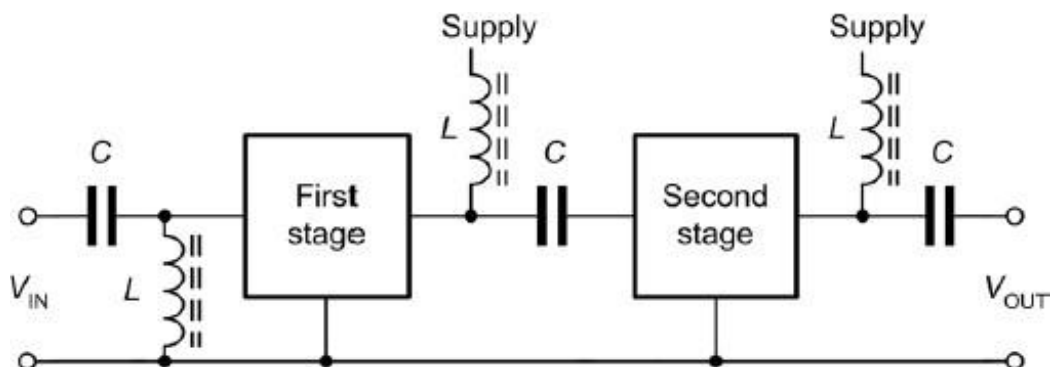 Supply
Supply
L
L
C
C
C
First
stage
Second
stage
L
V_IN
V_OUT